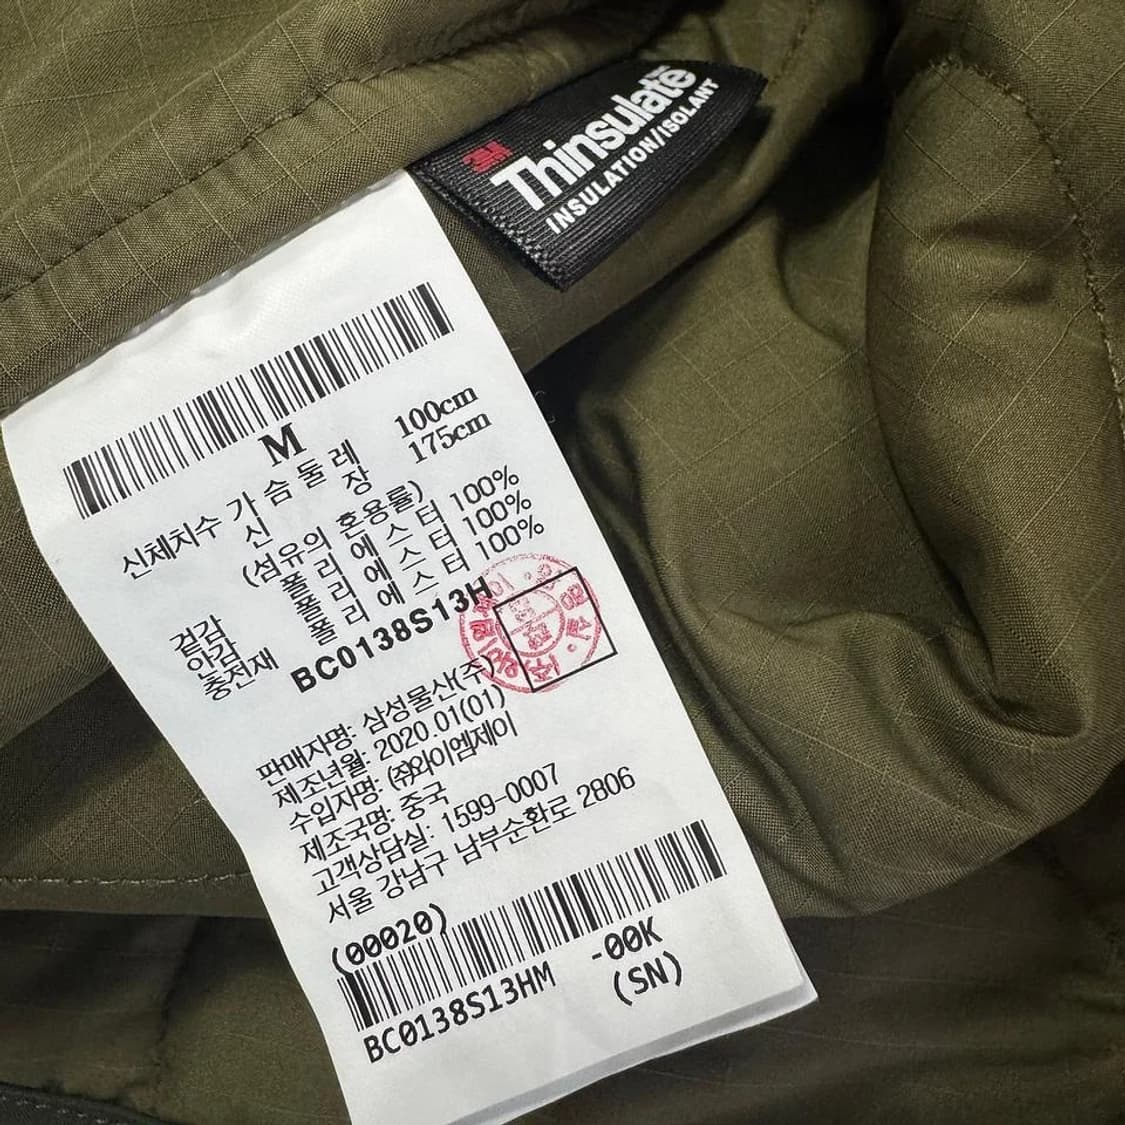 3M
Thinsulate
INSULATION/ISOLANT
M
신체치수 가슴둘레 100cm
신장 175cm
(섬유의 혼용률)
겉감 폴리에스터 100%
안감 폴리에스터 100%
충전재 폴리에스터 100%
BC0138S13H
판매자명: 삼성물산(주)
제조년월: 2020.01(01)
수입자명: (주)와이엠제이
제조국명: 중국
고객상담실: 1599-0007
서울 강남구 남부순환로 2806
(00020)
BC0138S13HM -00K
(SN)